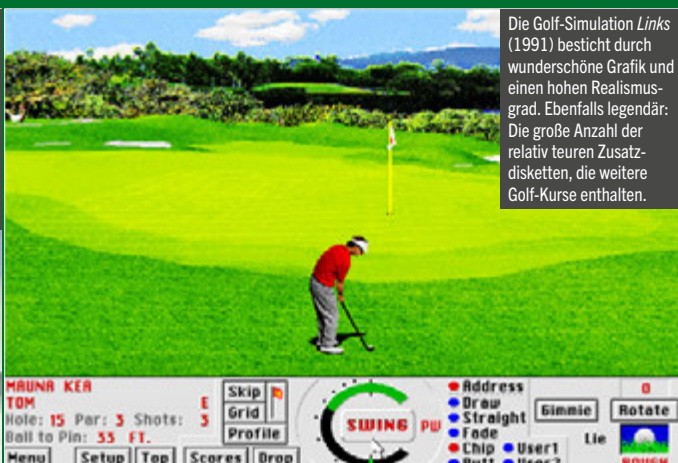 Die Golf-Simulation Links
(1991) besticht durch
wunderschöne Grafik und
einen hohen Realismus-
grad. Ebenfalls legendär:
Die große Anzahl der
relativ teuren Zusatz-
disketten, die weitere
Golf-Kurse enthalten.
MAUNA KEA
TOM E
Hole: 15 Par: 3 Shots: 3
Ball to Pin: 33 FT.
Menu Setup Top Scores Drop
Skip
Grid
Profile
SWING PW
Address
Draw
Straight
Fade
Chip User1
Putt User2
Gimmie Rotate
0
Lie
ROUGH